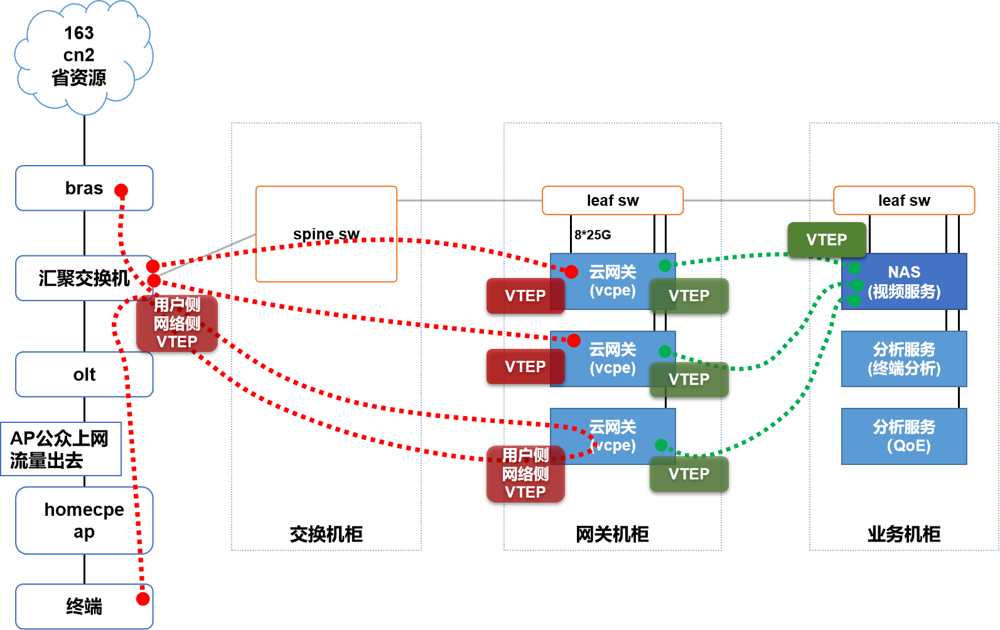 163
cn2
省资源
bras
汇聚交换机
用户侧
网络侧
VTEP
olt
AP公众上网
流量出去
homecpe
ap
终端
spine sw
交换机柜
leaf sw
8*25G
云网关
(vcpe)
VTEP
VTEP
云网关
(vcpe)
VTEP
VTEP
云网关
(vcpe)
用户侧
网络侧
VTEP
VTEP
网关机柜
leaf sw
VTEP
NAS
(视频服务)
分析服务
(终端分析)
分析服务
（QoE)
业务机柜